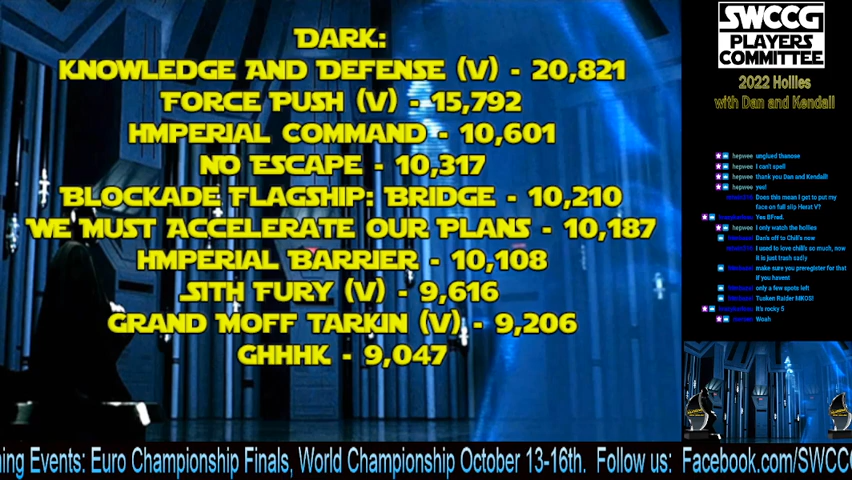 DARK:
KNOWLEDGE AND DEFENSE (V) - 20,821
FORCE PUSH (V) - 15,792
IMPERIAL COMMAND - 10,601
NO ESCAPE - 10,317
BLOCKADE FLAGSHIP: BRIDGE - 10,210
WE MUST ACCELERATE OUR PLANS - 10,187
IMPERIAL BARRIER - 10,108
SITH FURY (V) - 9,616
GRAND MOFF TARKIN (V) - 9,206
GHHHK - 9,047
SWCCG
PLAYERS
COMMITTEE
2022 Hollies
with Dan and Kendall
hepwee unglued thanose
hepwee I can't spell
hepwee thank you Dan and Kendall!
hepwee yes!
Does this mean I get to put my
face on full slip Herat V?
Yes BFred.
hepwee I only watch the hollies
Dan's off to Chili's now
I used to love chili's so much, now
it is just trash sadly
make sure you preregister for that
if you havent
only a few spots left
Tusken Raider MKOS!
It's rocky 5
Woah
ning Events: Euro Championship Finals, World Championship October 13-16th. Follow us: Facebook.com/SWCC